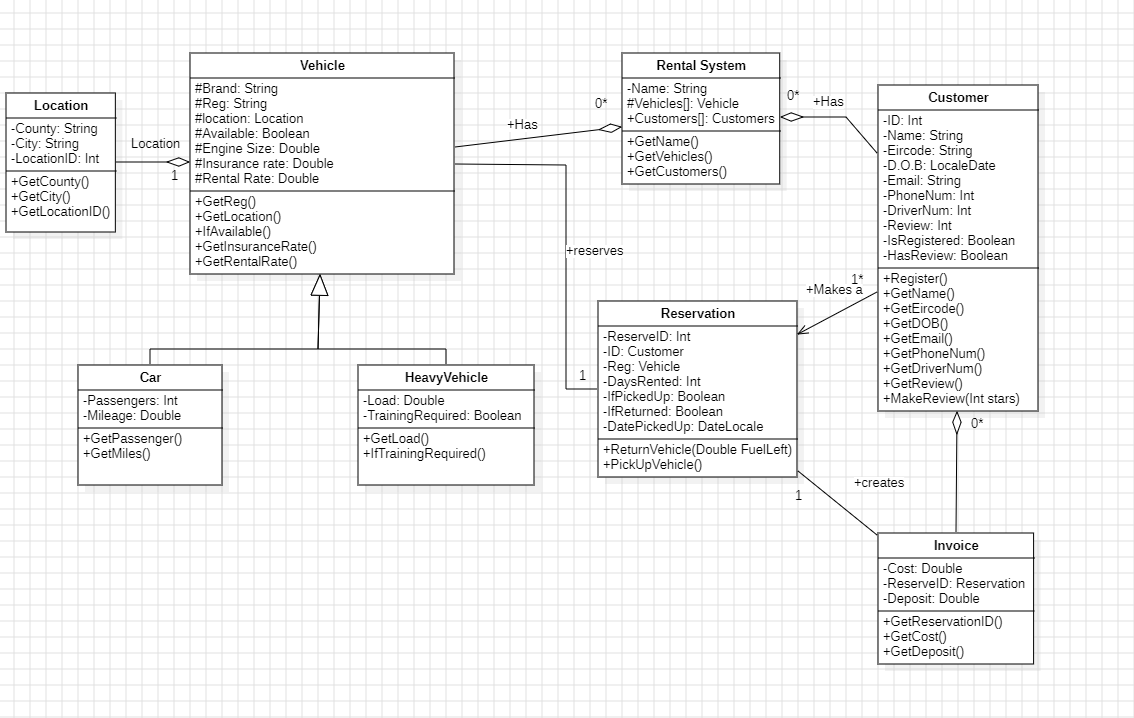 Location
-County: String
-City: String
-LocationID: Int
+GetCounty()
+GetCity()
+GetLocationID()
Location
1
Vehicle
#Brand: String
#Reg: String
#location: Location
#Available: Boolean
#Engine Size: Double
#Insurance rate: Double
#Rental Rate: Double
+GetReg()
+GetLocation()
+IfAvailable()
+GetInsuranceRate()
+GetRentalRate()
+Has
0*
Rental System
-Name: String
#Vehicles[]: Vehicle
+Customers[]: Customers
+GetName()
+GetVehicles()
+GetCustomers()
0*
+Has
Customer
-ID: Int
-Name: String
-Eircode: String
-D.O.B: LocaleDate
-Email: String
-PhoneNum: Int
-DriverNum: Int
-Review: Int
-IsRegistered: Boolean
-HasReview: Boolean
+Register()
+GetName()
+GetEircode()
+GetDOB()
+GetEmail()
+GetPhoneNum()
+GetDriverNum()
+GetReview()
+MakeReview(Int stars)
+reserves
1
1*
+Makes a
Reservation
-ReserveID: Int
-ID: Customer
-Reg: Vehicle
-DaysRented: Int
-IfPickedUp: Boolean
-IfReturned: Boolean
-DatePickedUp: DateLocale
+ReturnVehicle(Double FuelLeft)
+PickUpVehicle()
Car
-Passengers: Int
-Mileage: Double
+GetPassenger()
+GetMiles()
HeavyVehicle
-Load: Double
-TrainingRequired: Boolean
+GetLoad()
+IfTrainingRequired()
0*
+creates
1
Invoice
-Cost: Double
-ReserveID: Reservation
-Deposit: Double
+GetReservationID()
+GetCost()
+GetDeposit()